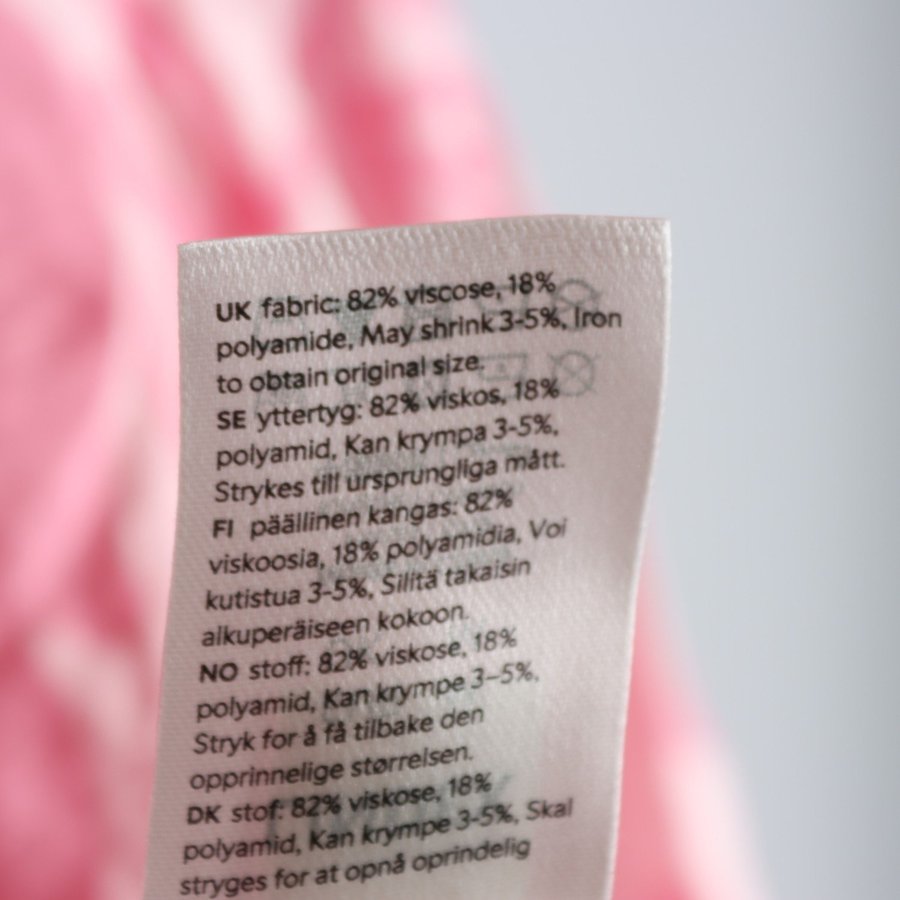 UK fabric: 82% viscose, 18%
polyamide, May shrink 3-5%, Iron
to obtain original size.
SE yttertyg: 82% viskos, 18%
polyamid, Kan krympa 3-5%,
Strykes till ursprungliga mått.
FI päällinen kangas: 82%
viskoosia, 18% polyamidia, Voi
kutistua 3-5%, Silitä takaisin
alkuperäiseen kokoon.
NO stoff: 82% viskose, 18%
polyamid, Kan krympe 3–5%,
Stryk for å få tilbake den
opprinnelige størrelsen.
DK stof: 82% viskose, 18%
polyamid, Kan krympe 3-5%, Skal
stryges for at opnå oprindelig